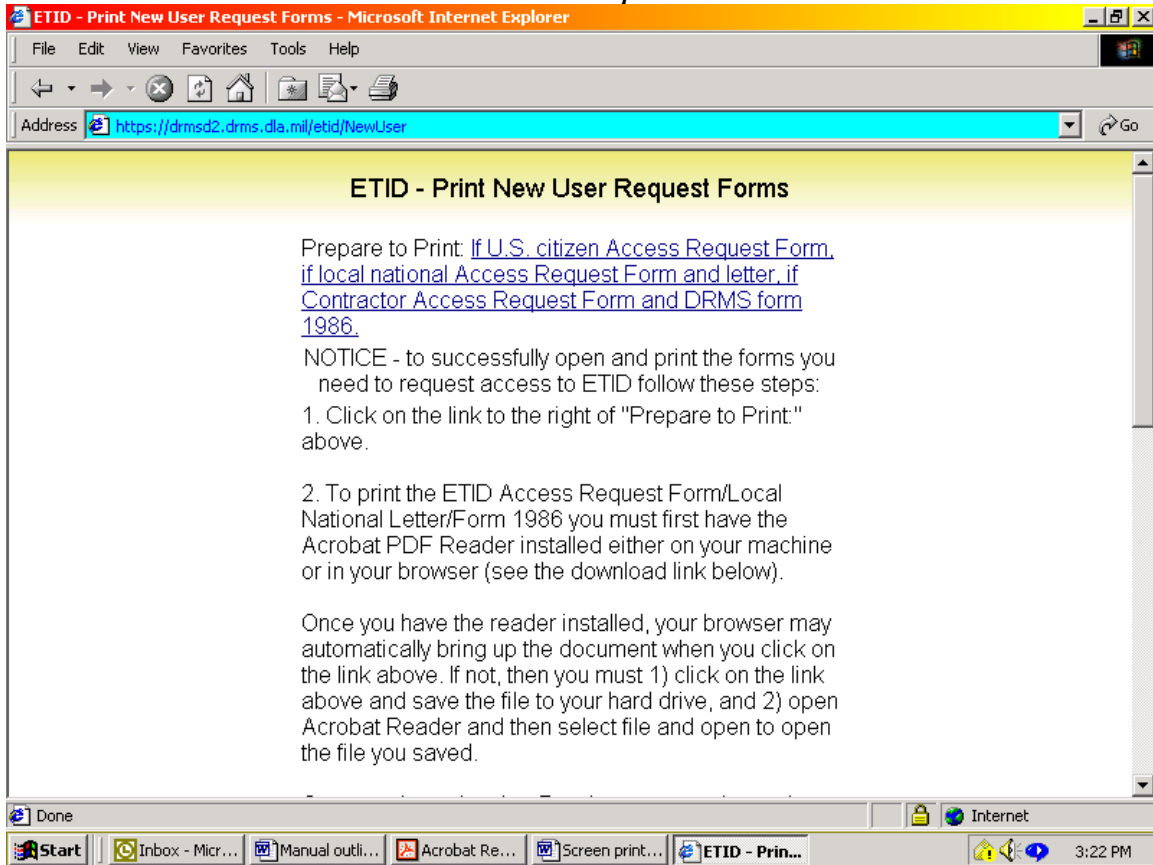 ETID - Print New User Request Forms - Microsoft Internet Explorer
File Edit View Favorites Tools Help
Address https://drmsd2.drms.dla.mil/etid/NewUser Go
ETID - Print New User Request Forms
Prepare to Print: If U.S. citizen Access Request Form,
if local national Access Request Form and letter, if
Contractor Access Request Form and DRMS form
1986.
NOTICE - to successfully open and print the forms you
need to request access to ETID follow these steps:
1. Click on the link to the right of "Prepare to Print:"
above.
2. To print the ETID Access Request Form/Local
National Letter/Form 1986 you must first have the
Acrobat PDF Reader installed either on your machine
or in your browser (see the download link below).
Once you have the reader installed, your browser may
automatically bring up the document when you click on
the link above. If not, then you must 1) click on the link
above and save the file to your hard drive, and 2) open
Acrobat Reader and then select file and open to open
the file you saved.
Done Internet
Start Inbox - Micr... Manual outli... Acrobat Re... Screen print... ETID - Prin... 3:22 PM